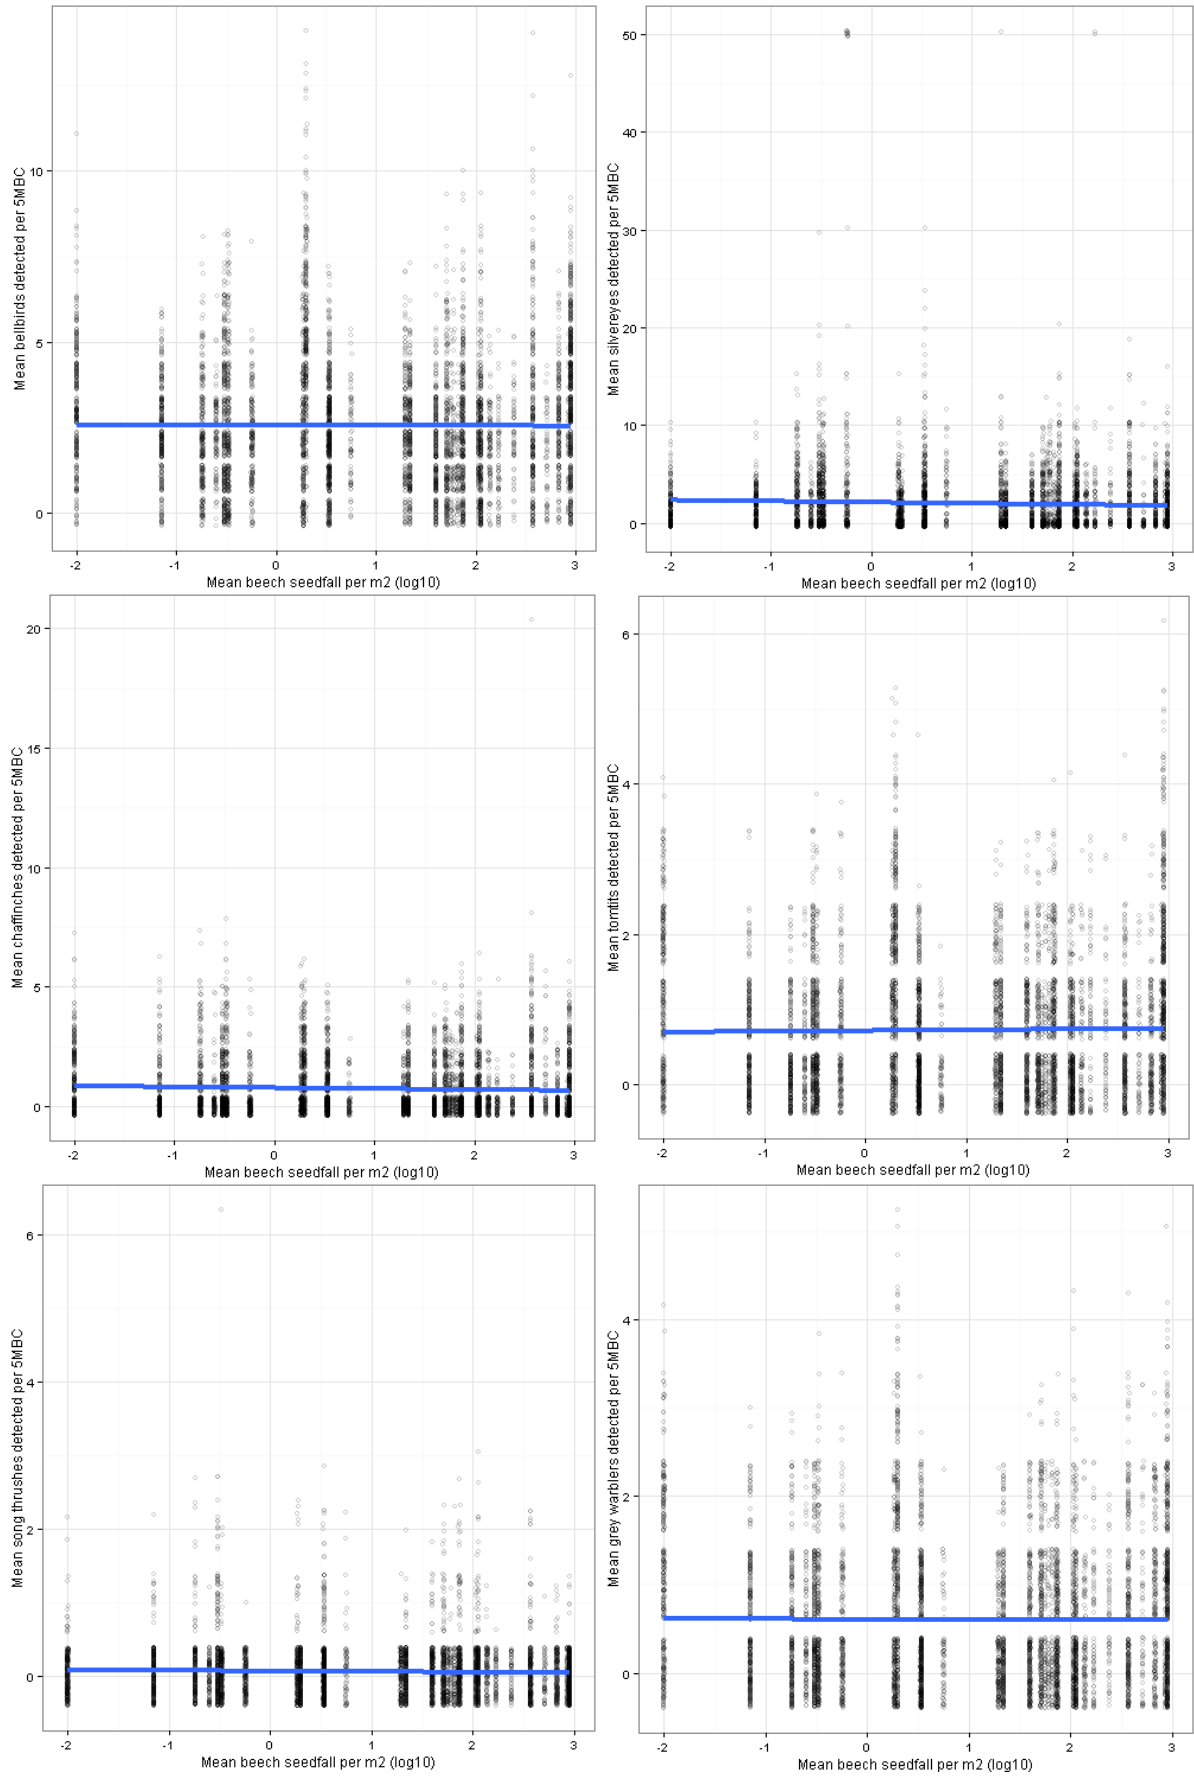 Mean bellbirds detected per 5MBC
10
5
0
-2 -1 0 1 2 3
Mean beech seedfall per m2 (log10)
Mean silvereyes detected per 5MBC
50
40
30
20
10
0
-2 -1 0 1 2 3
Mean beech seedfall per m2 (log10)
Mean chaffinches detected per 5MBC
20
15
10
5
0
-2 -1 0 1 2 3
Mean beech seedfall per m2 (log10)
Mean tomtits detected per 5MBC
6
4
2
0
-2 -1 0 1 2 3
Mean beech seedfall per m2 (log10)
Mean song thrushes detected per 5MBC
6
4
2
0
-2 -1 0 1 2 3
Mean beech seedfall per m2 (log10)
Mean grey warblers detected per 5MBC
4
2
0
-2 -1 0 1 2 3
Mean beech seedfall per m2 (log10)